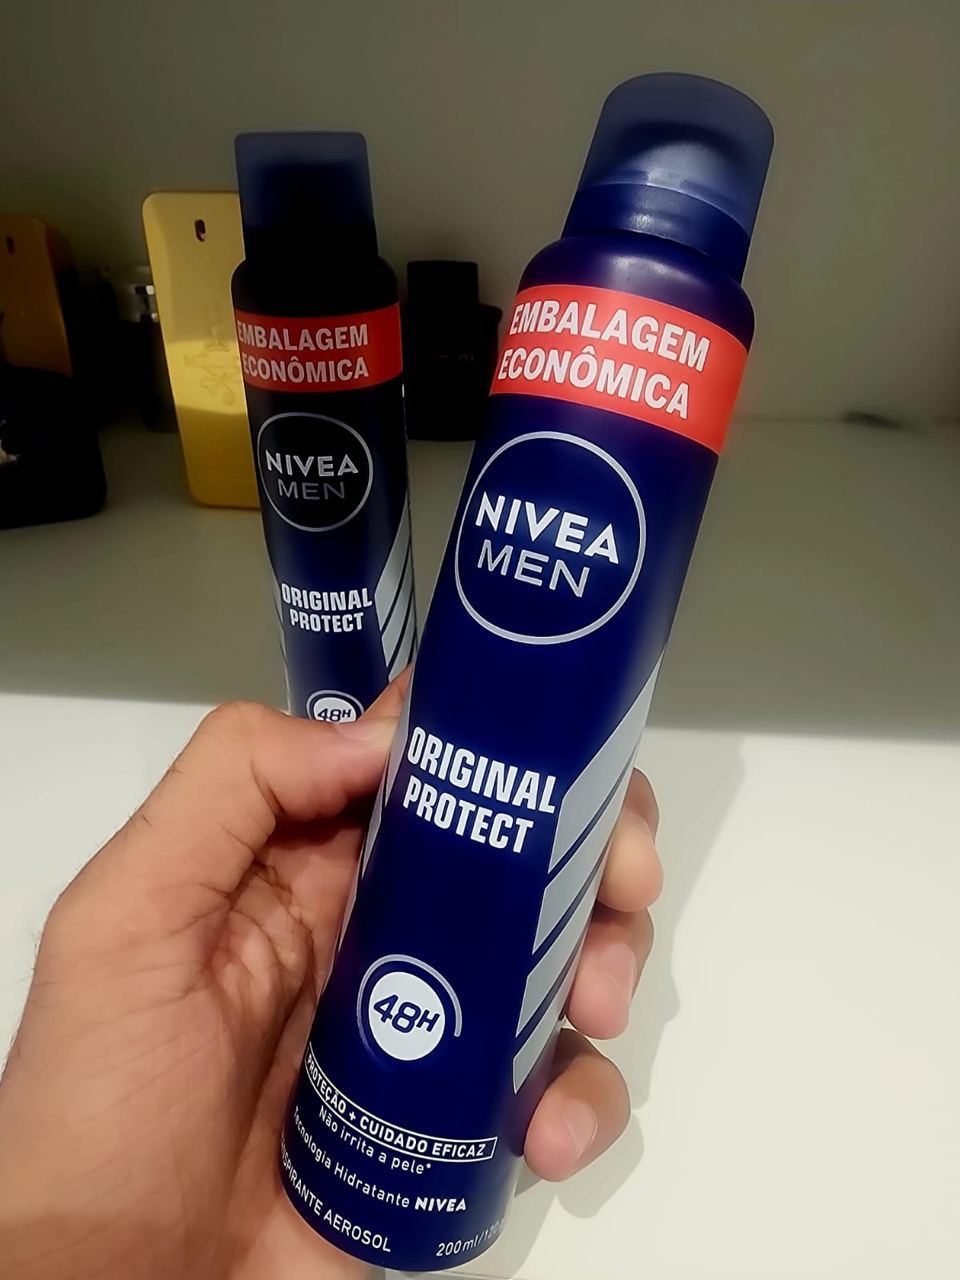 EMBALAGEM
ECONÔMICA
NIVEA
MEN
ORIGINAL
PROTECT
48H
EMBALAGEM
ECONÔMICA
NIVEA
MEN
ORIGINAL
PROTECT
48H
PROTEÇÃO + CUIDADO EFICAZ
Não irrita a pele*
Tecnologia Hidratante NIVEA
AEROSOL
200ml/